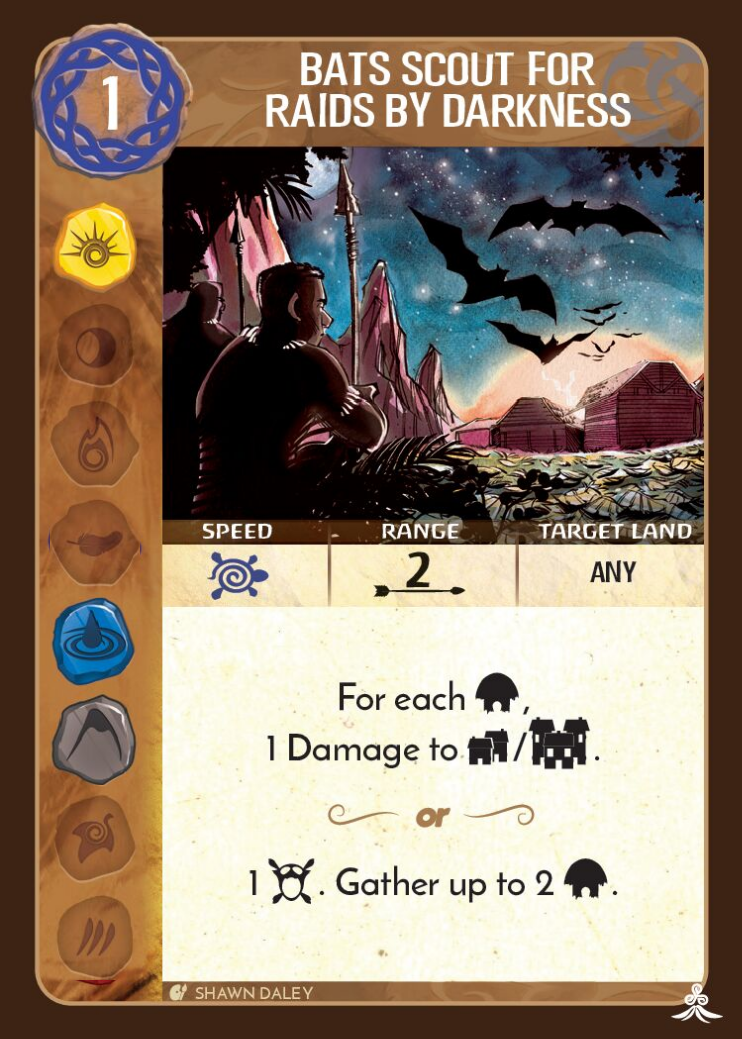 1
BATS SCOUT FOR
RAIDS BY DARKNESS
SPEED RANGE TARGET LAND
2 ANY
For each ,
1 Damage to / .
or
1 . Gather up to 2 .
SHAWN DALEY